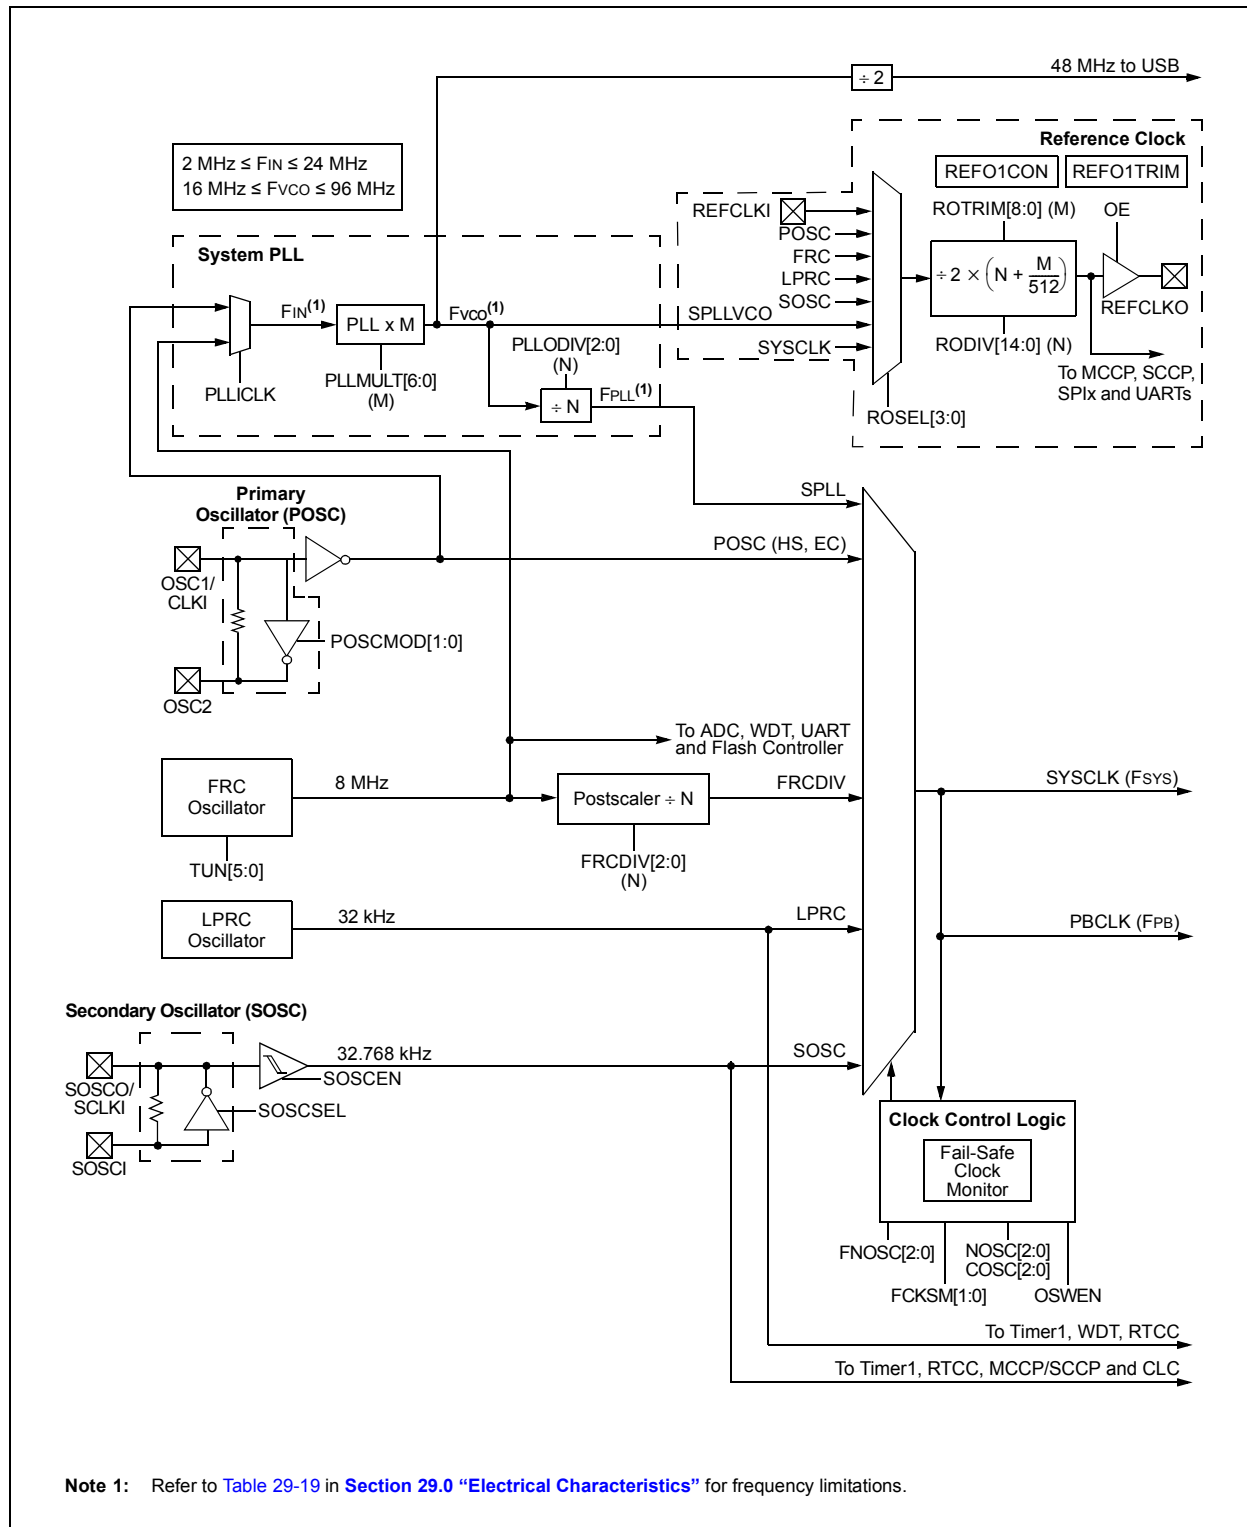 48 MHz to USB
÷ 2
Reference Clock
2 MHz ≤ FIN ≤ 24 MHz
16 MHz ≤ FVCO ≤ 96 MHz
REFO1CON
REFO1TRIM
REFCLKI
POSC
FRC
LPRC
SOSC
SPLLVCO
SYSCLK
ROTRIM[8:0] (M)
OE
÷ 2 × (N + M/512)
REFCLKO
RODIV[14:0] (N)
To MCCP, SCCP,
SPIx and UARTs
ROSEL[3:0]
System PLL
FIN(1)
PLL x M
FVCO(1)
PLLICLK
PLLMULT[6:0]
(M)
PLLODIV[2:0]
(N)
÷ N
FPLL(1)
SPLL
Primary
Oscillator (POSC)
POSC (HS, EC)
OSC1/
CLKI
POSCMOD[1:0]
OSC2
To ADC, WDT, UART
and Flash Controller
FRC
Oscillator
8 MHz
Postscaler ÷ N
FRCDIV
SYSCLK (FSYS)
TUN[5:0]
FRCDIV[2:0]
(N)
LPRC
Oscillator
32 kHz
LPRC
PBCLK (FPB)
Secondary Oscillator (SOSC)
32.768 kHz
SOSC
SOSCO/
SCLKI
SOSCEN
SOSCSEL
SOSCI
Clock Control Logic
Fail-Safe
Clock
Monitor
FNOSC[2:0]
NOSC[2:0]
COSC[2:0]
FCKSM[1:0]
OSWEN
To Timer1, WDT, RTCC
To Timer1, RTCC, MCCP/SCCP and CLC
Note 1: Refer to Table 29-19 in Section 29.0 “Electrical Characteristics” for frequency limitations.